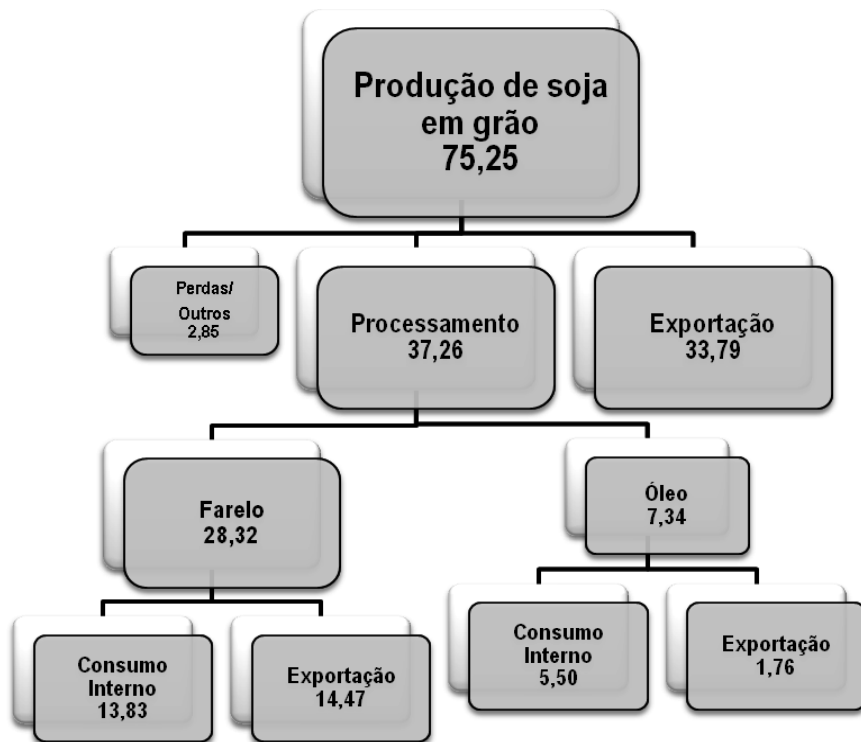 Produção de soja
em grão
75,25
Perdas/
Outros
2,85
Processamento
37,26
Exportação
33,79
Farelo
28,32
Óleo
7,34
Consumo
Interno
13,83
Exportação
14,47
Consumo
Interno
5,50
Exportação
1,76